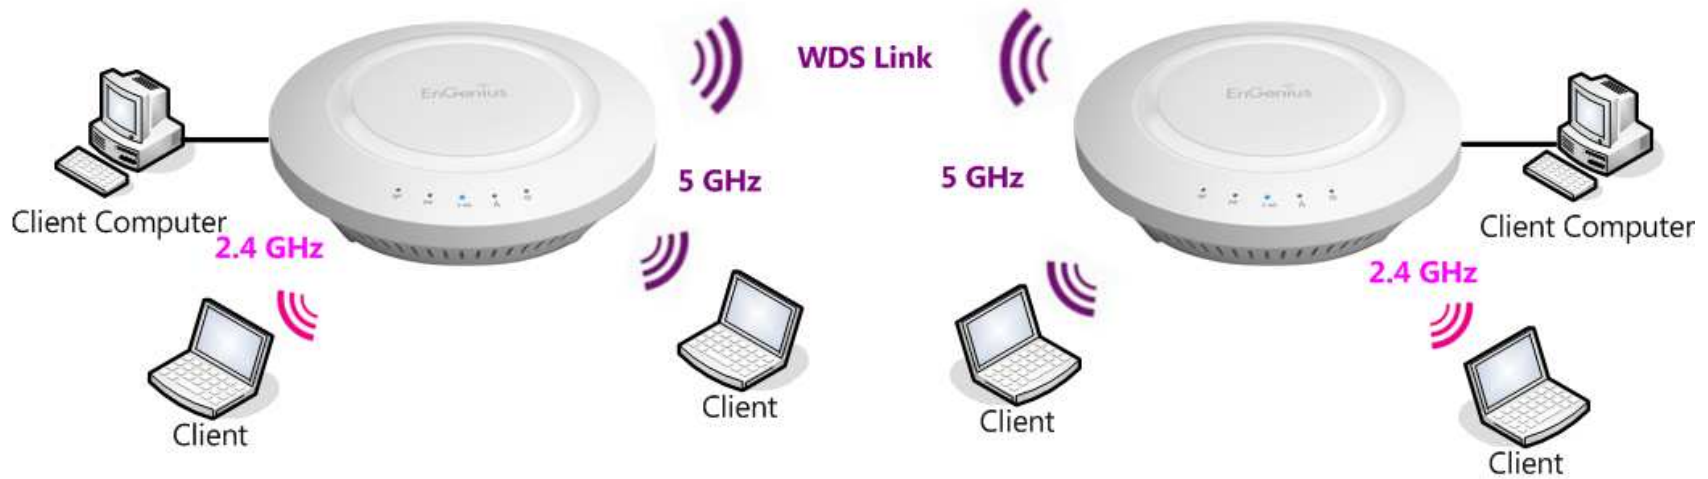 WDS Link
EnGenius
EnGenius
5 GHz
5 GHz
Client Computer
Client Computer
2.4 GHz
2.4 GHz
Client
Client
Client
Client